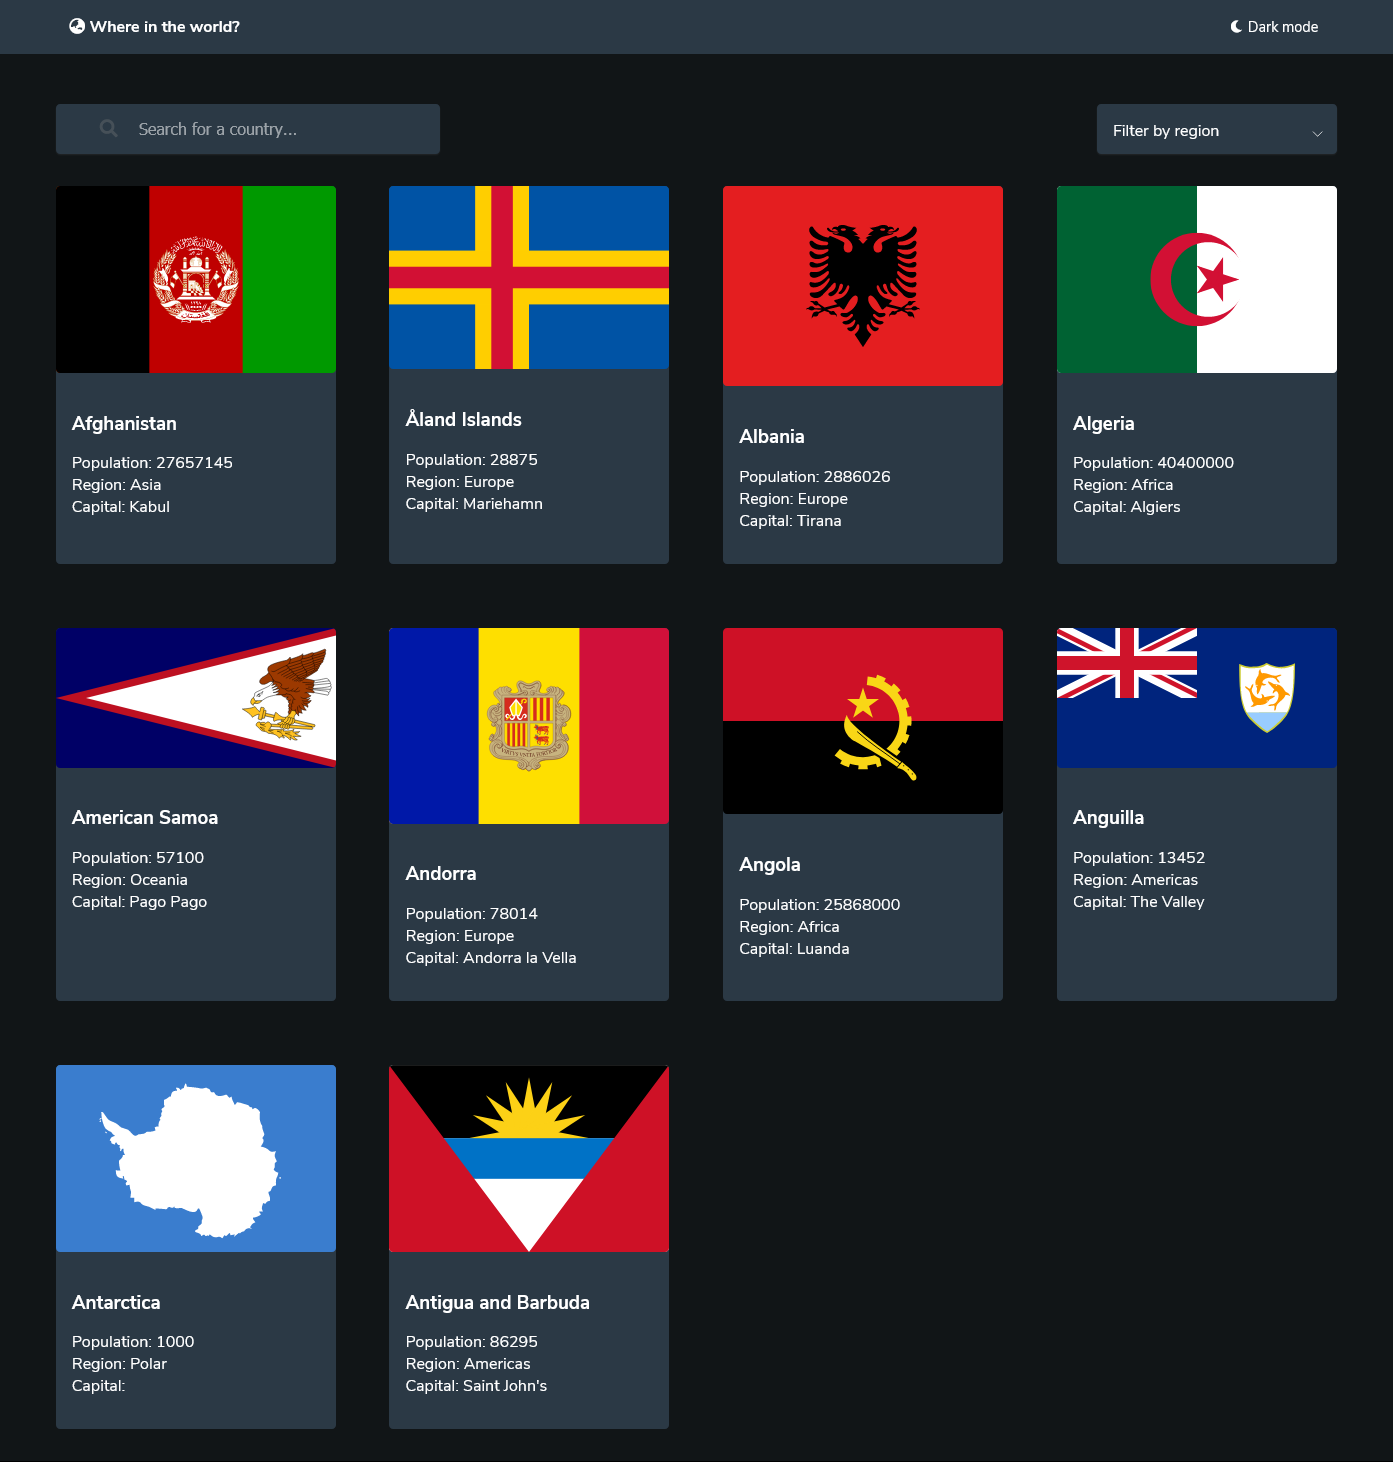 Where in the world?
Dark mode
Search for a country...
Filter by region
Afghanistan
Population: 27657145
Region: Asia
Capital: Kabul
Åland Islands
Population: 28875
Region: Europe
Capital: Mariehamn
Albania
Population: 2886026
Region: Europe
Capital: Tirana
Algeria
Population: 40400000
Region: Africa
Capital: Algiers
American Samoa
Population: 57100
Region: Oceania
Capital: Pago Pago
Andorra
Population: 78014
Region: Europe
Capital: Andorra la Vella
Angola
Population: 25868000
Region: Africa
Capital: Luanda
Anguilla
Population: 13452
Region: Americas
Capital: The Valley
Antarctica
Population: 1000
Region: Polar
Capital:
Antigua and Barbuda
Population: 86295
Region: Americas
Capital: Saint John's